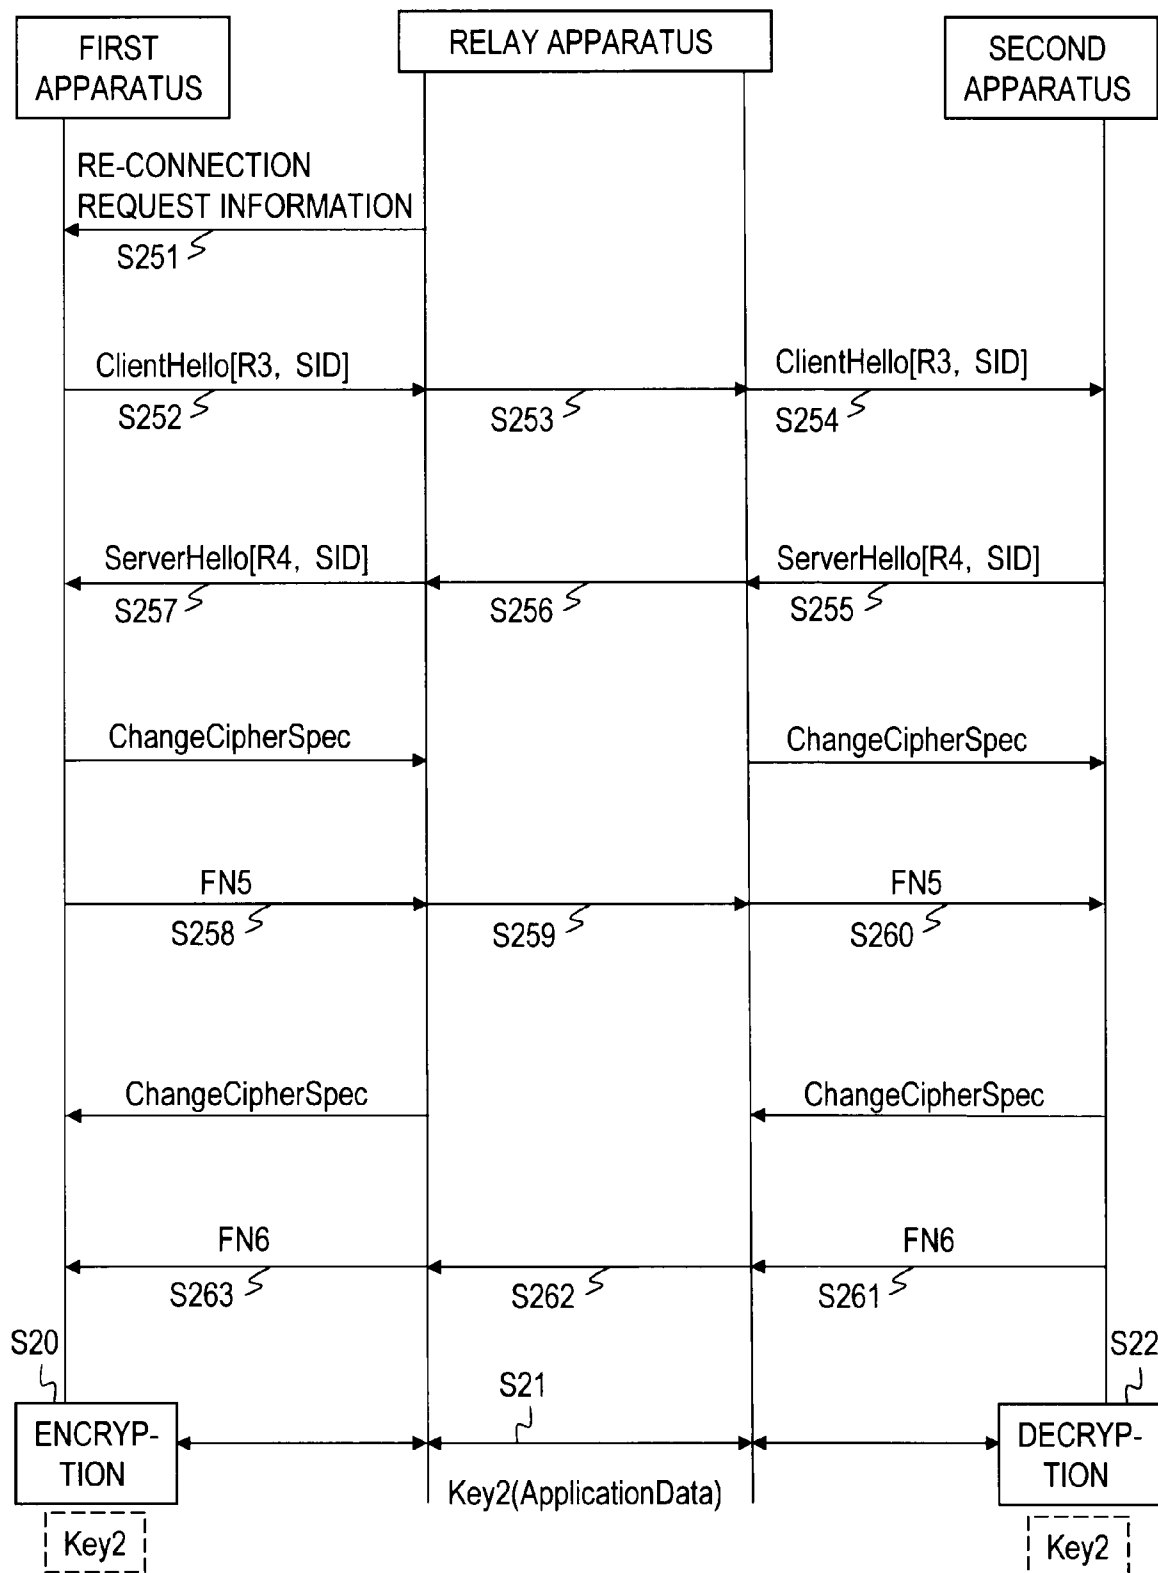 FIRST
APPARATUS
RELAY APPARATUS
SECOND
APPARATUS
RE-CONNECTION
REQUEST INFORMATION
S251
ClientHello[R3, SID]
ClientHello[R3, SID]
S252
S253
S254
ServerHello[R4, SID]
ServerHello[R4, SID]
S257
S256
S255
ChangeCipherSpec
ChangeCipherSpec
FN5
FN5
S258
S259
S260
ChangeCipherSpec
ChangeCipherSpec
FN6
FN6
S263
S262
S261
S20
S22
S21
ENCRYP-
TION
DECRYP-
TION
Key2(ApplicationData)
Key2
Key2